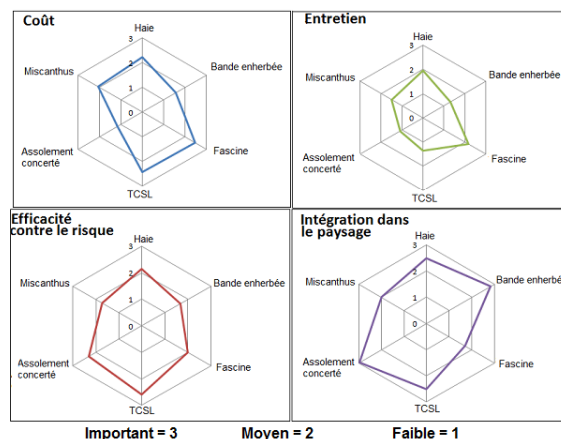 Coût
Haie
3
2
1
0
Miscanthus
Bande enherbée
Assolement
concerté
Fascine
TCSL
Entretien
Haie
3
2
1
0
Miscanthus
Bande enherbée
Assolement
concerté
Fascine
TCSL
Efficacité
contre le risque
Haie
3
2
1
0
Miscanthus
Bande enherbée
Assolement
concerté
Fascine
TCSL
Intégration dans
le paysage
Haie
3
2
1
0
Miscanthus
Bande enherbée
Assolement
concerté
Fascine
TCSL
Important = 3 Moyen = 2 Faible = 1